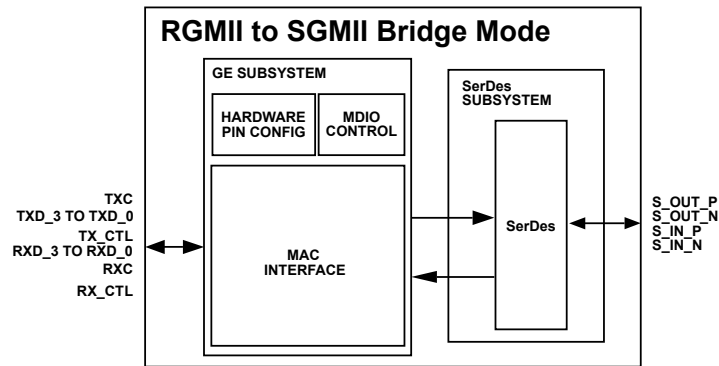 RGMII to SGMII Bridge Mode
GE SUBSYSTEM
HARDWARE
PIN CONFIG
MDIO
CONTROL
SerDes
SUBSYSTEM
TXC
TXD_3 TO TXD_0
TX_CTL
RXD_3 TO RXD_0
RXC
RX_CTL
MAC
INTERFACE
SerDes
S_OUT_P
S_OUT_N
S_IN_P
S_IN_N